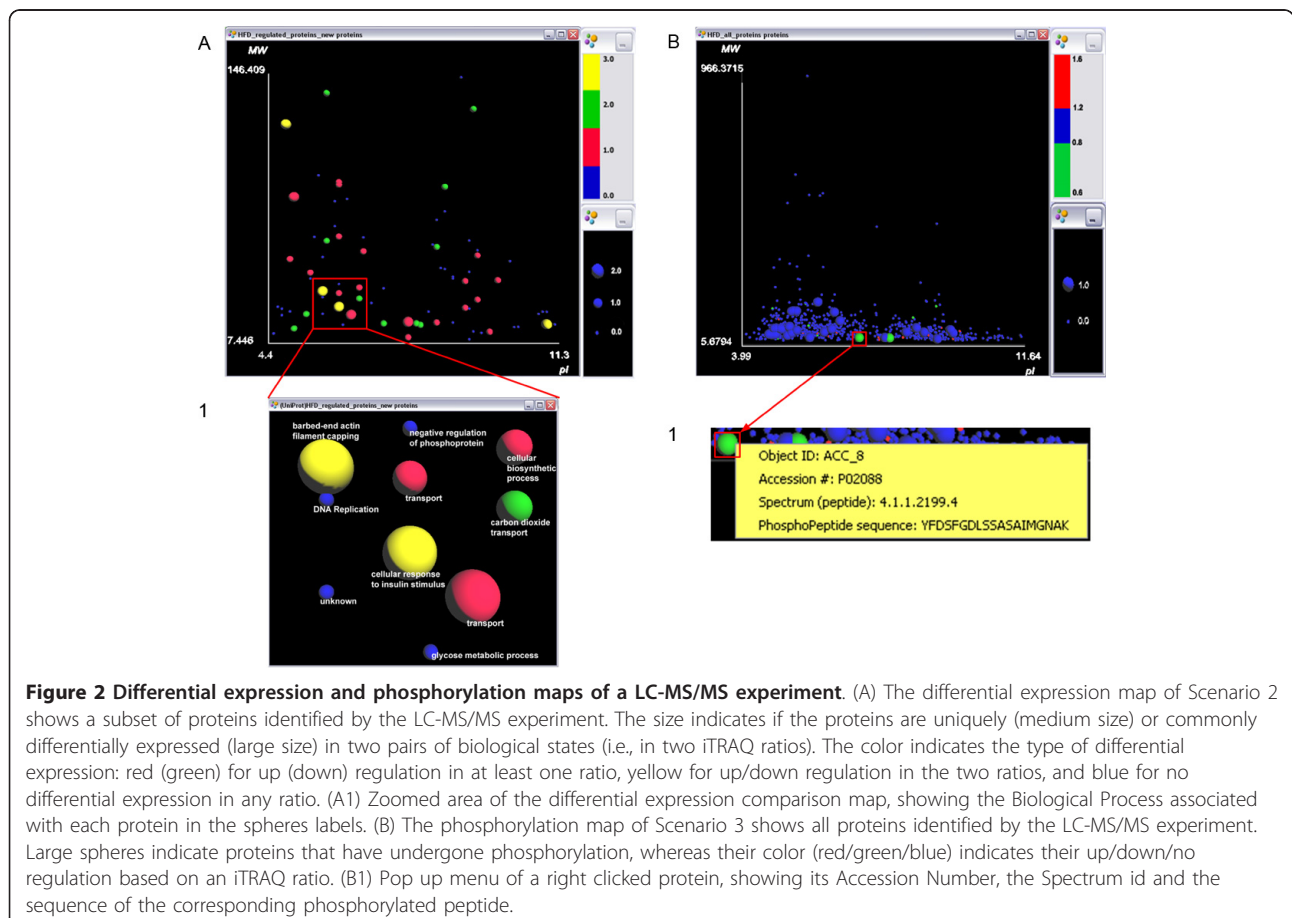 A
HFD_regulated_proteins_new proteins
MW
146.409
7.446
4.4
11.3
pI
3.0
2.0
1.0
0.0
2.0
1.0
0.0
B
HFD_all_proteins proteins
MW
966.3715
5.6794
3.99
11.64
pI
1.6
1.2
0.8
0.6
1.0
0.0
1
(UniProt)HFD_regulated_proteins_new proteins
barbed-end actin
filament capping
negative regulation
of phosphoprotein
cellular
biosynthetic
process
transport
DNA Replication
carbon dioxide
transport
cellular response
to insulin stimulus
unknown
transport
glycose metabolic process
1
Object ID: ACC_8
Accession #: P02088
Spectrum (peptide): 4.1.1.2199.4
PhosphoPeptide sequence: YFDSFGDLSSASAIMGNAK
Figure 2 Differential expression and phosphorylation maps of a LC-MS/MS experiment. (A) The differential expression map of Scenario 2
shows a subset of proteins identified by the LC-MS/MS experiment. The size indicates if the proteins are uniquely (medium size) or commonly
differentially expressed (large size) in two pairs of biological states (i.e., in two iTRAQ ratios). The color indicates the type of differential
expression: red (green) for up (down) regulation in at least one ratio, yellow for up/down regulation in the two ratios, and blue for no
differential expression in any ratio. (A1) Zoomed area of the differential expression comparison map, showing the Biological Process associated
with each protein in the spheres labels. (B) The phosphorylation map of Scenario 3 shows all proteins identified by the LC-MS/MS experiment.
Large spheres indicate proteins that have undergone phosphorylation, whereas their color (red/green/blue) indicates their up/down/no
regulation based on an iTRAQ ratio. (B1) Pop up menu of a right clicked protein, showing its Accession Number, the Spectrum id and the
sequence of the corresponding phosphorylated peptide.